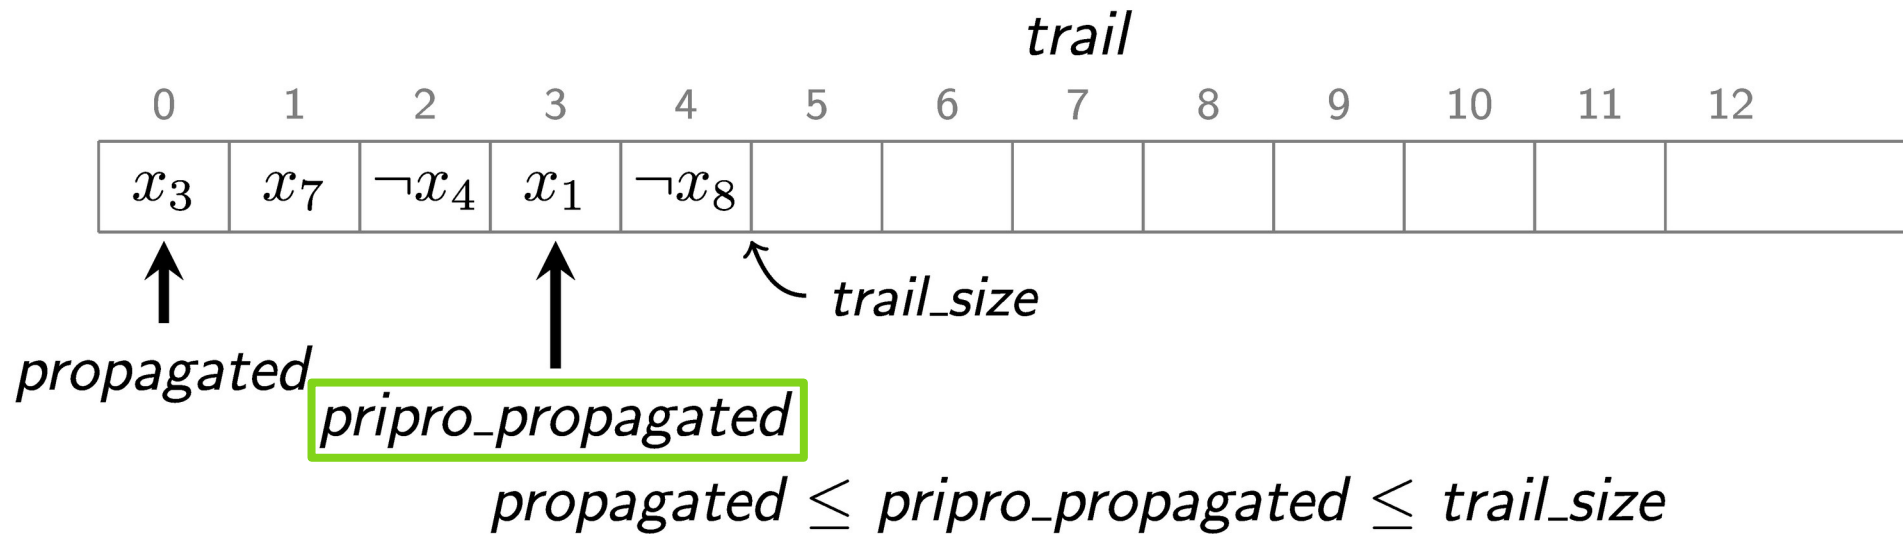 trail
0 1 2 3 4 5 6 7 8 9 10 11 12
x₃ x₇ ¬x₄ x₁ ¬x₈
trail_size
propagated
pripro_propagated
propagated ≤ pripro_propagated ≤ trail_size